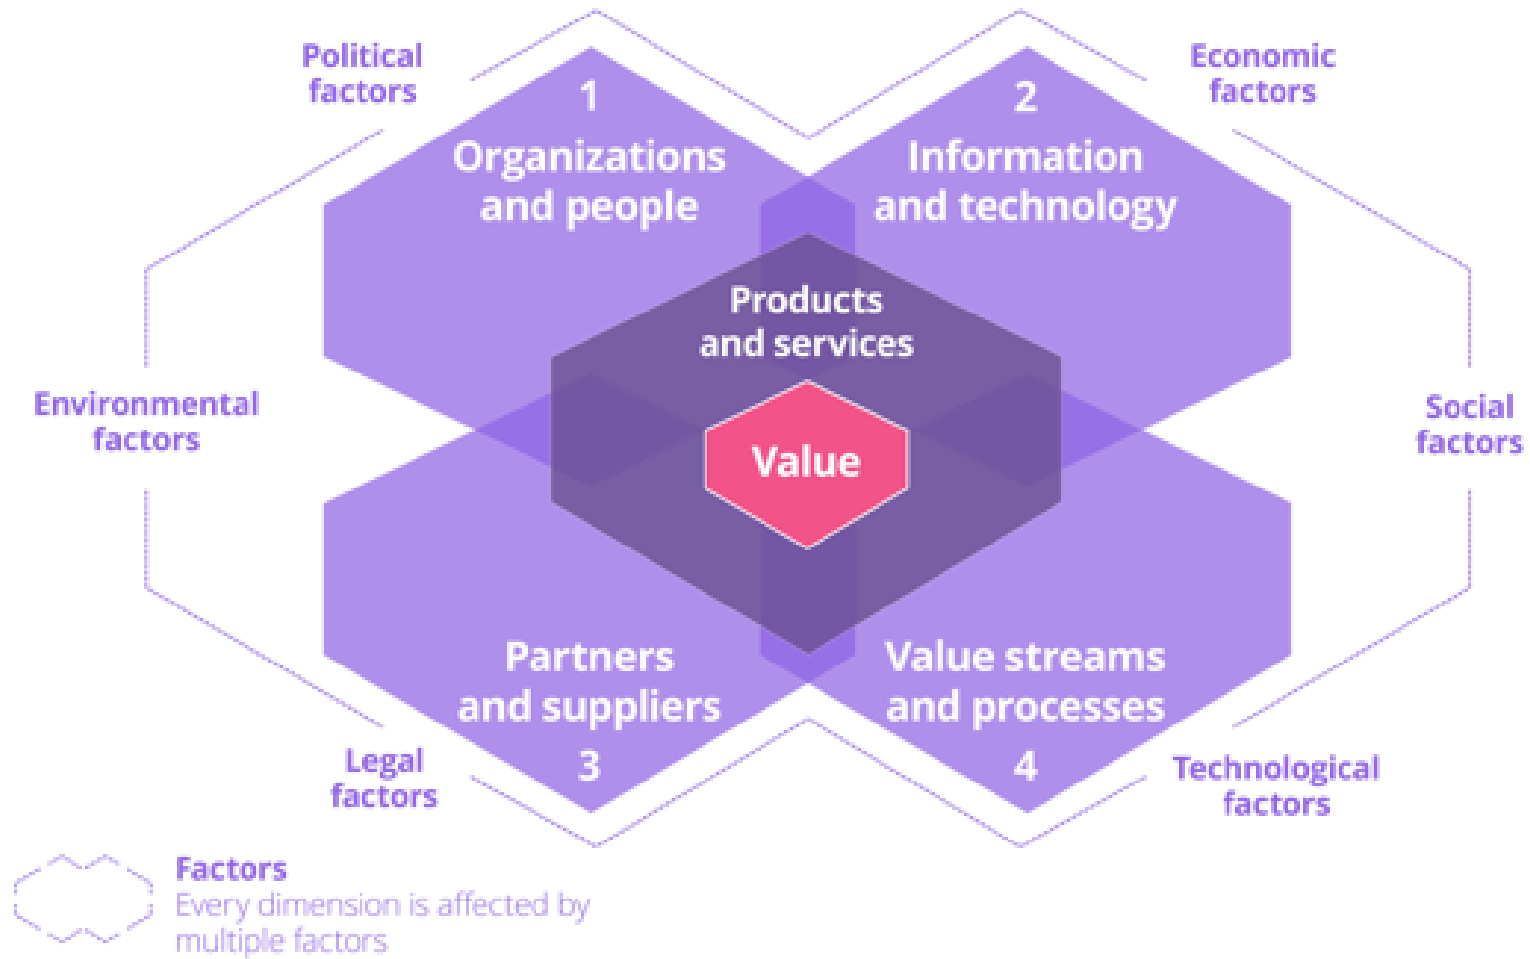 Political
factors
Economic
factors
1
Organizations
and people
2
Information
and technology
Products
and services
Environmental
factors
Value
Social
factors
Partners
and suppliers
3
Value streams
and processes
4
Legal
factors
Technological
factors
Factors
Every dimension is affected by
multiple factors